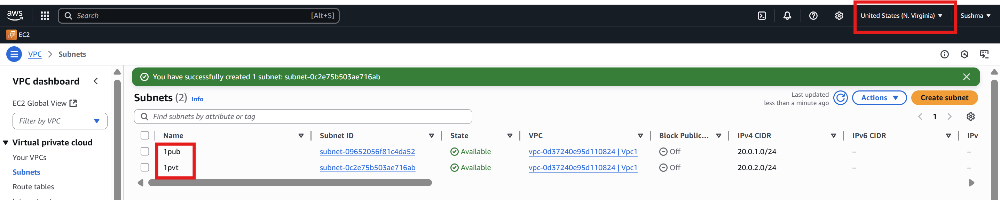 aws Search [Alt+S] United States (N. Virginia) Sushma
EC2
VPC Subnets
You have successfully created 1 subnet: subnet-0c2e75b503ae716ab
VPC dashboard
EC2 Global View
Filter by VPC
Virtual private cloud
Your VPCs
Subnets
Route tables
Subnets (2) Info
Last updated
less than a minute ago
Actions Create subnet
Find subnets by attribute or tag
1
Name Subnet ID State VPC Block Public... IPv4 CIDR IPv6 CIDR IPv
1pub subnet-09652056f81c4da52 Available vpc-0d37240e95d110824 | Vpc1 Off 20.0.1.0/24 – –
1pvt subnet-0c2e75b503ae716ab Available vpc-0d37240e95d110824 | Vpc1 Off 20.0.2.0/24 – –